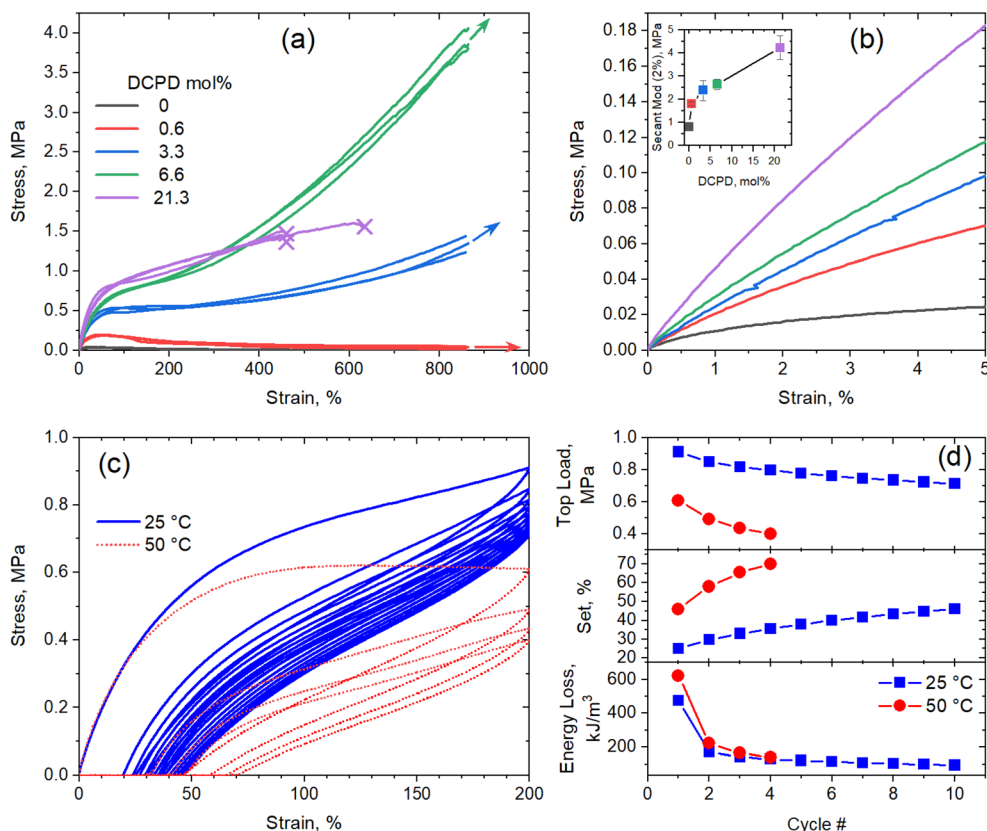 (a)
DCPD mol%
0
0.6
3.3
6.6
21.3
Stress, MPa
4.0
3.5
3.0
2.5
2.0
1.5
1.0
0.5
0.0
0 200 400 600 800 1000
Strain, %
(b)
Stress, MPa
0.18
0.16
0.14
0.12
0.10
0.08
0.06
0.04
0.02
0.00
0 1 2 3 4 5
Strain, %
Secant Mod (2%), MPa
5
4
3
2
1
0
0 5 10 15 20
DCPD, mol%
(c)
25 °C
50 °C
Stress, MPa
1.0
0.8
0.6
0.4
0.2
0.0
0 50 100 150 200
Strain, %
(d)
Top Load,
MPa
1.0
0.8
0.6
0.4
Set, %
70
60
50
40
30
20
Energy Loss,
kJ/m³
600
400
200
25 °C
50 °C
0 2 4 6 8 10
Cycle #